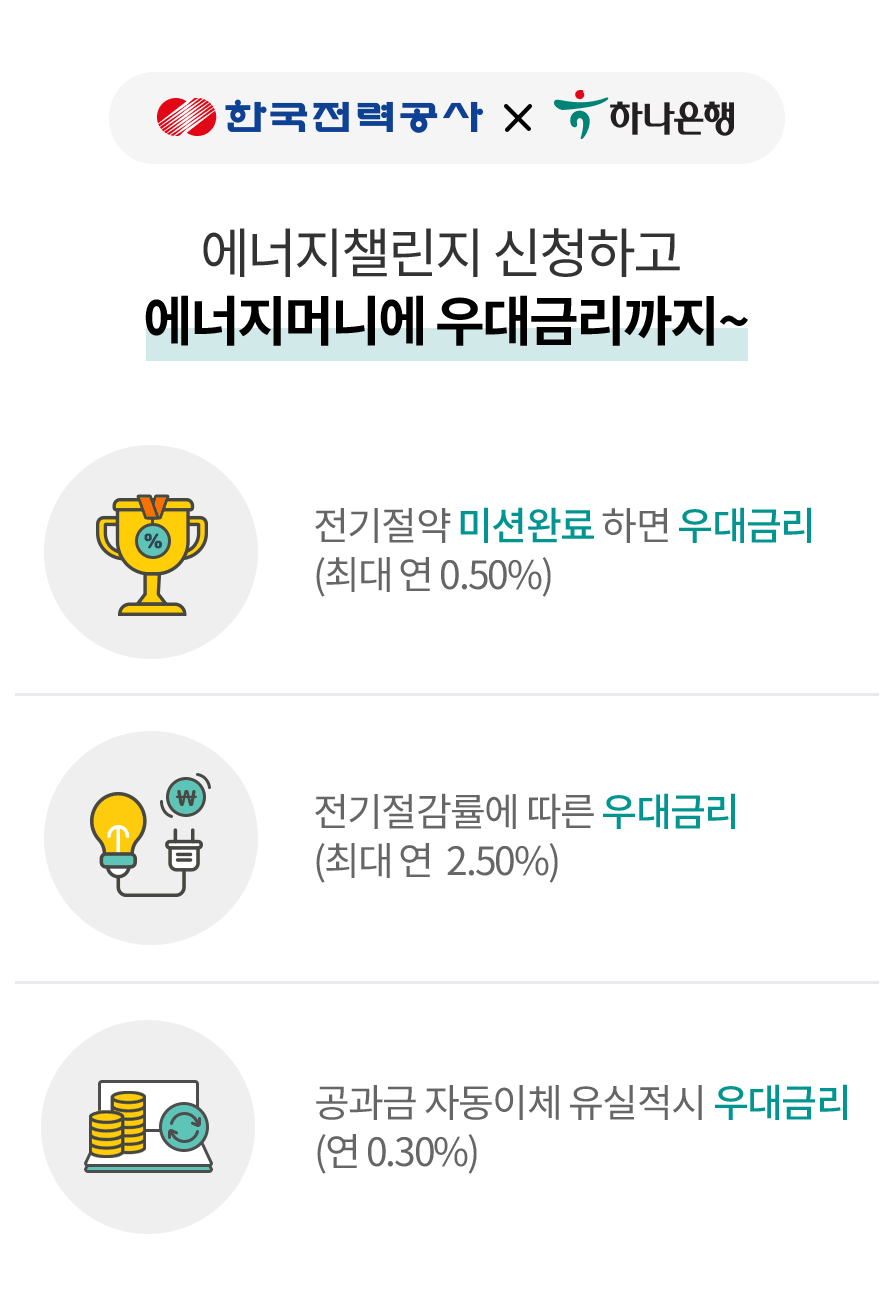 한국전력공사 × 하나은행
에너지챌린지 신청하고
에너지머니에 우대금리까지~
%
전기절약 미션완료 하면 우대금리
(최대 연 0.50%)
₩
전기절감률에 따른 우대금리
(최대 연 2.50%)
공과금 자동이체 유실적시 우대금리
(연 0.30%)